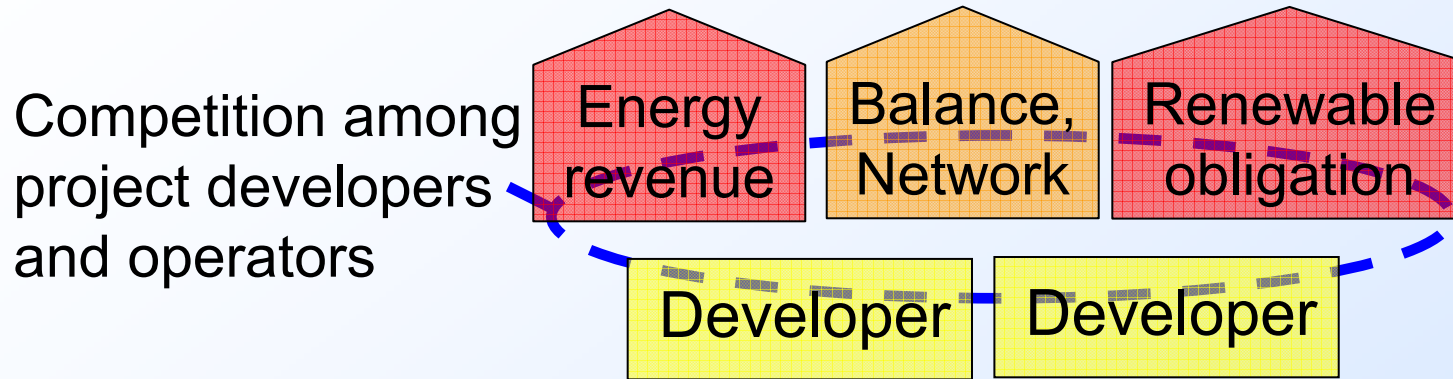 Competition among
project developers
and operators
Energy
revenue
Balance,
Network
Renewable
obligation
Developer
Developer